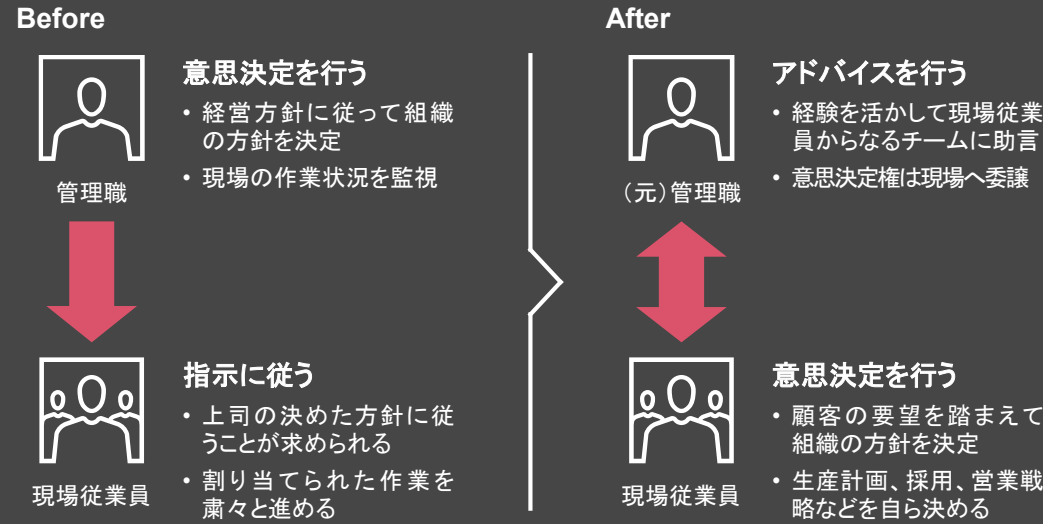 Before
意思決定を行う
• 経営方針に従って組織
の方針を決定
• 現場の作業状況を監視
管理職
指示に従う
• 上司の決めた方針に従
うことが求められる
• 割り当てられた作業を
粛々と進める
現場従業員
After
アドバイスを行う
• 経験を活かして現場従業
員からなるチームに助言
• 意思決定権は現場へ委譲
（元）管理職
意思決定を行う
• 顧客の要望を踏まえて
組織の方針を決定
• 生産計画、採用、営業戦
略などを自ら決める
現場従業員